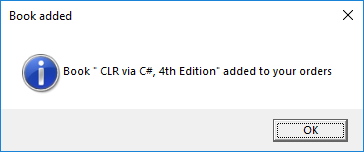 Book added
Book " CLR via C#, 4th Edition" added to your orders
OK